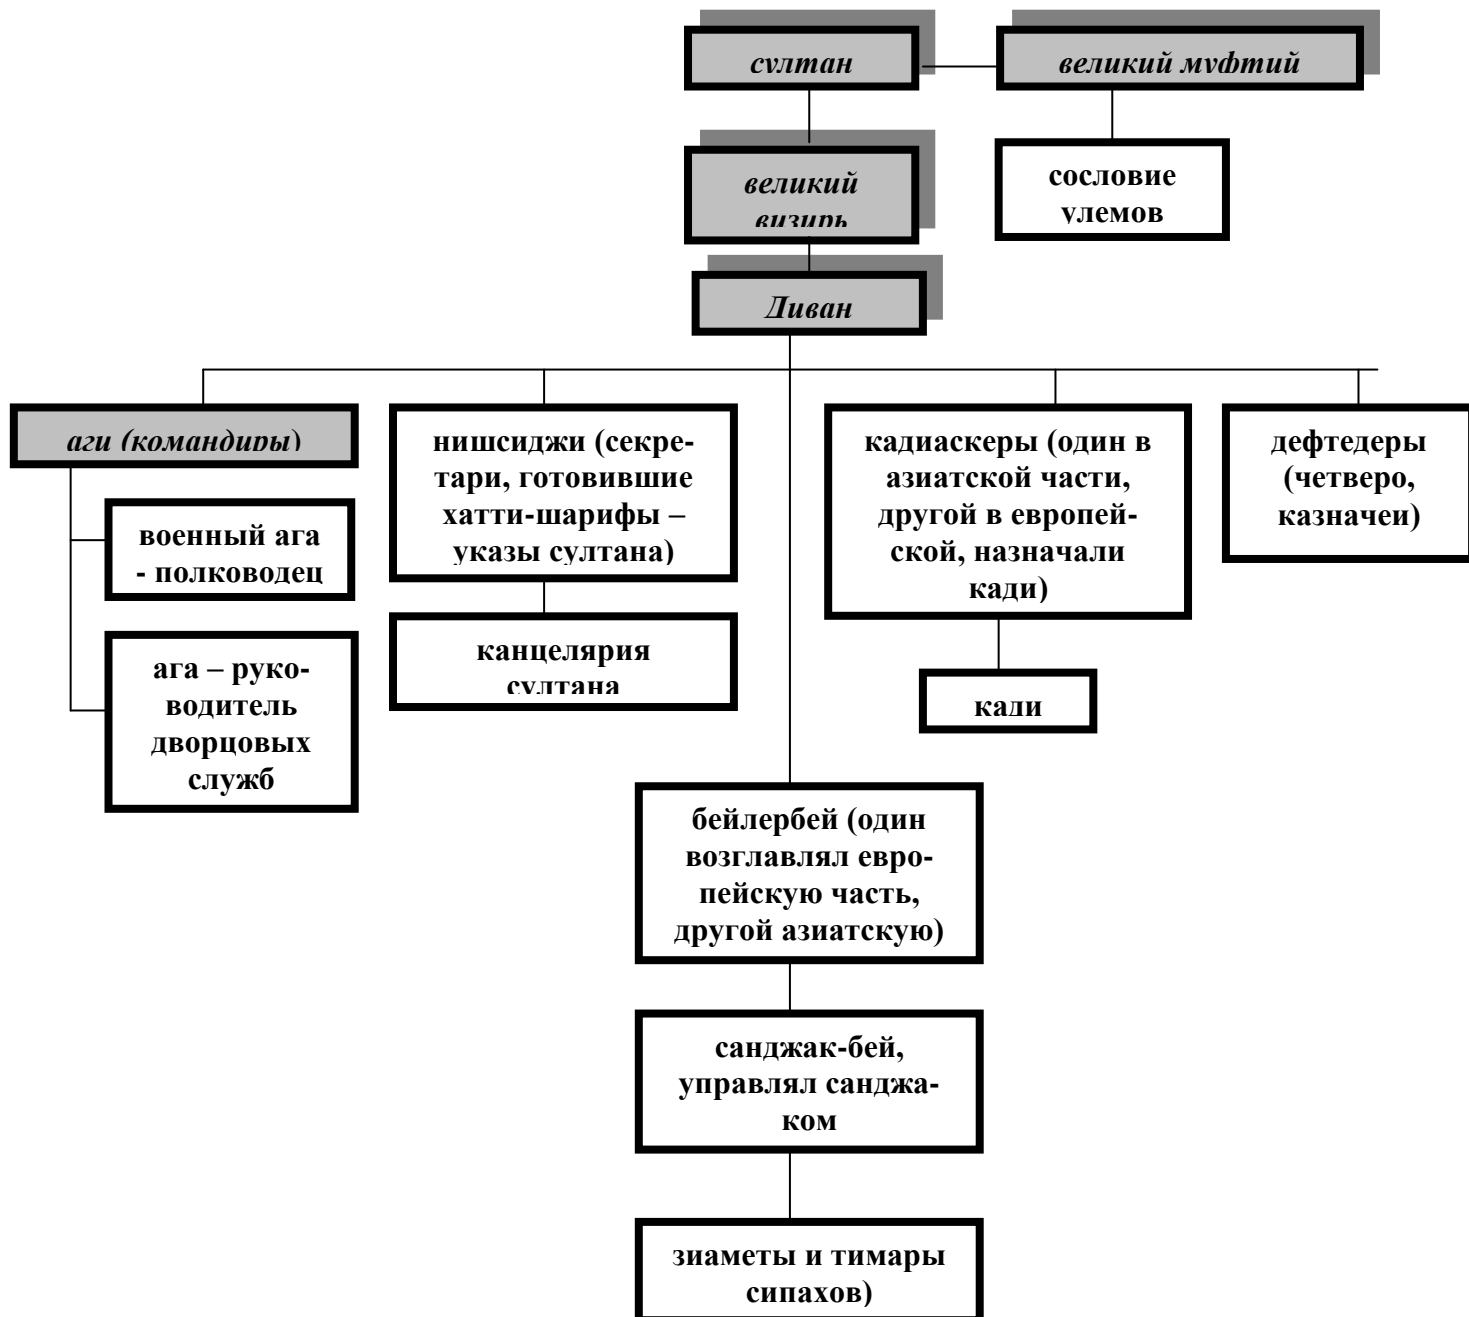 султан
великий муфтий
великий
визирь
сословие
улемов
Диван
аги (командиры)
военный ага
- полководец
ага – руко-
водитель
дворцовых
служб
нишсиджи (секре-
тари, готовившие
хатти-шарифы –
указы султана)
канцелярия
султана
кадиаскеры (один в
азиатской части,
другой в европей-
ской, назначали
кади)
кади
дефтедеры
(четверо,
казначеи)
бейлербей (один
возглавлял евро-
пейскую часть,
другой азиатскую)
санджак-бей,
управлял санджа-
ком
зиаметы и тимары
сипахов)